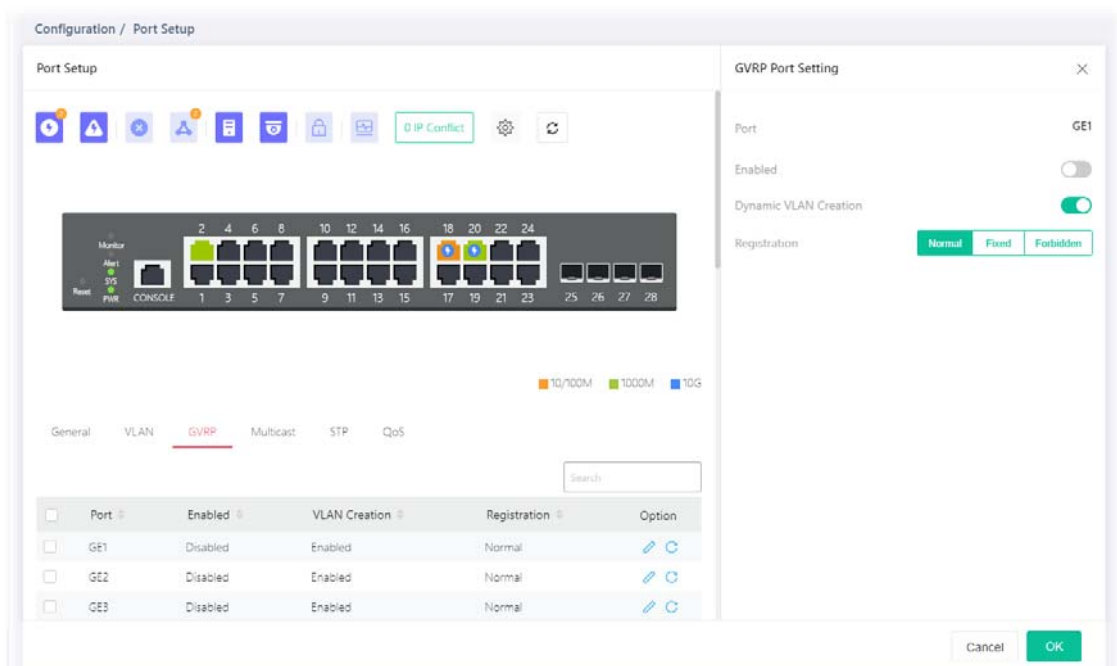 Configuration / Port Setup
Port Setup
0 IP Conflict
2 4 6 8 10 12 14 16 18 20 22 24
Monitor
Alert
SYS
Reset PWR CONSOLE 1 3 5 7 9 11 13 15 17 19 21 23 25 26 27 28
10/100M 1000M 10G
General VLAN GVRP Multicast STP QoS
Search
Port Enabled VLAN Creation Registration Option
GE1 Disabled Enabled Normal
GE2 Disabled Enabled Normal
GE3 Disabled Enabled Normal
GVRP Port Setting
Port GE1
Enabled
Dynamic VLAN Creation
Registration Normal Fixed Forbidden
Cancel OK